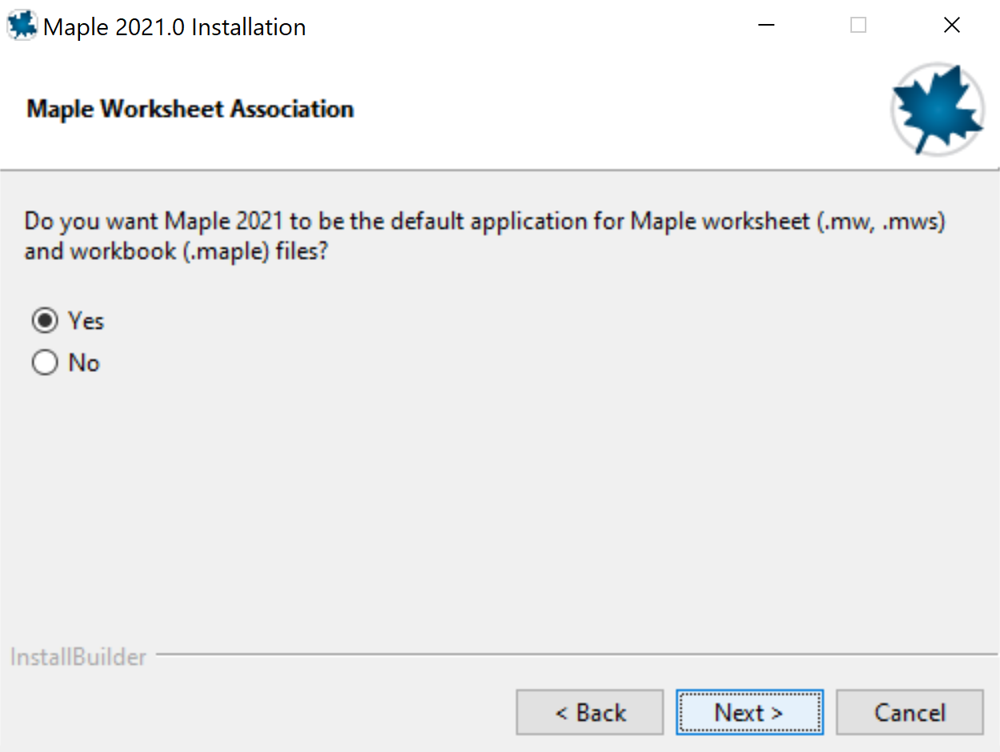 Maple 2021.0 Installation
Maple Worksheet Association
Do you want Maple 2021 to be the default application for Maple worksheet (.mw, .mws)
and workbook (.maple) files?
Yes
No
InstallBuilder
< Back
Next >
Cancel